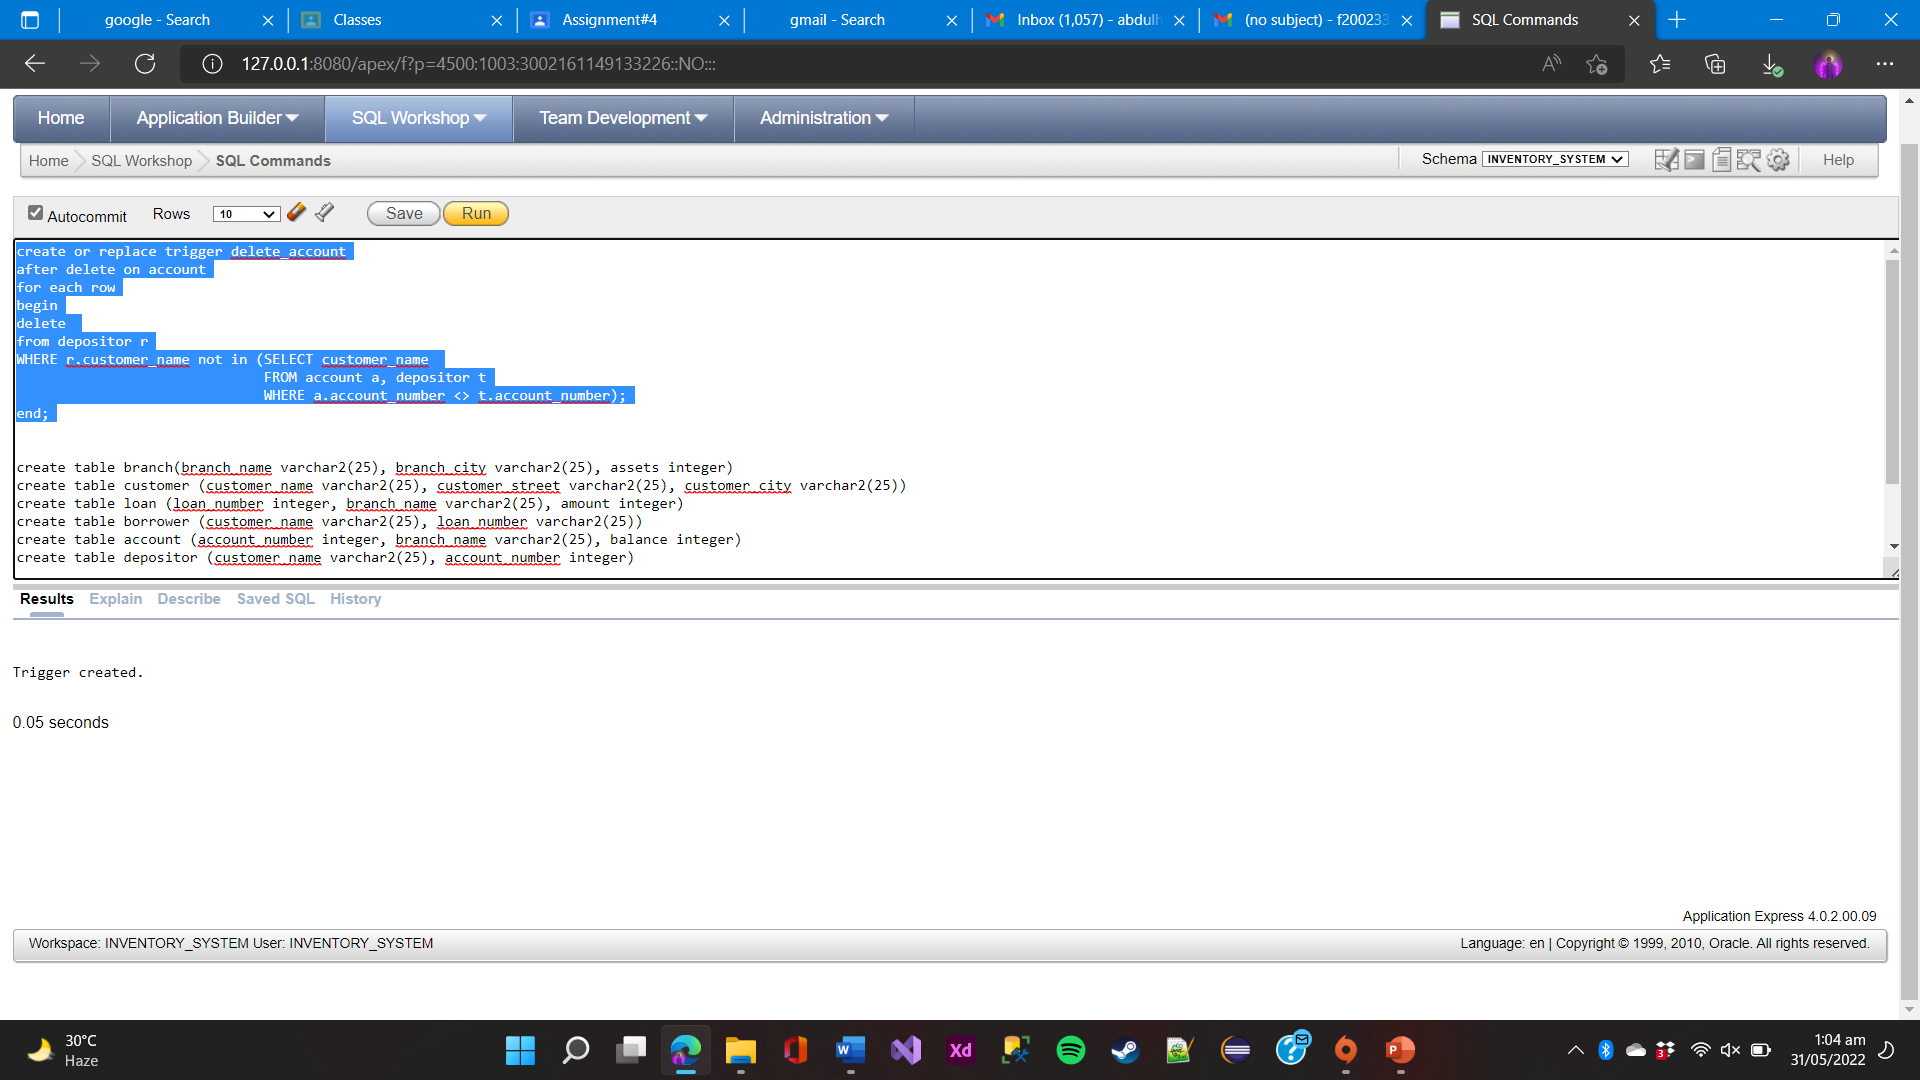 google - Search
Classes
Assignment#4
gmail - Search
Inbox (1,057) - abdulh
(no subject) - f200233
SQL Commands
127.0.0.1:8080/apex/f?p=4500:1003:3002161149133226::NO:::
Home
Application Builder
SQL Workshop
Team Development
Administration
Home
SQL Workshop
SQL Commands
Schema
INVENTORY_SYSTEM
Help
Autocommit
Rows
10
Save
Run
create or replace trigger delete_account
after delete on account
for each row
begin
delete
from depositor r
WHERE r.customer_name not in (SELECT customer_name
FROM account a, depositor t
WHERE a.account_number <> t.account_number);
end;
create table branch(branch_name varchar2(25), branch_city varchar2(25), assets integer)
create table customer (customer_name varchar2(25), customer_street varchar2(25), customer_city varchar2(25))
create table loan (loan_number integer, branch_name varchar2(25), amount integer)
create table borrower (customer_name varchar2(25), loan_number varchar2(25))
create table account (account_number integer, branch_name varchar2(25), balance integer)
create table depositor (customer_name varchar2(25), account_number integer)
Results
Explain
Describe
Saved SQL
History
Trigger created.
0.05 seconds
Application Express 4.0.2.00.09
Workspace: INVENTORY_SYSTEM User: INVENTORY_SYSTEM
Language: en | Copyright © 1999, 2010, Oracle. All rights reserved.
30°C
Haze
W
Xd
P
3
1:04 am
31/05/2022